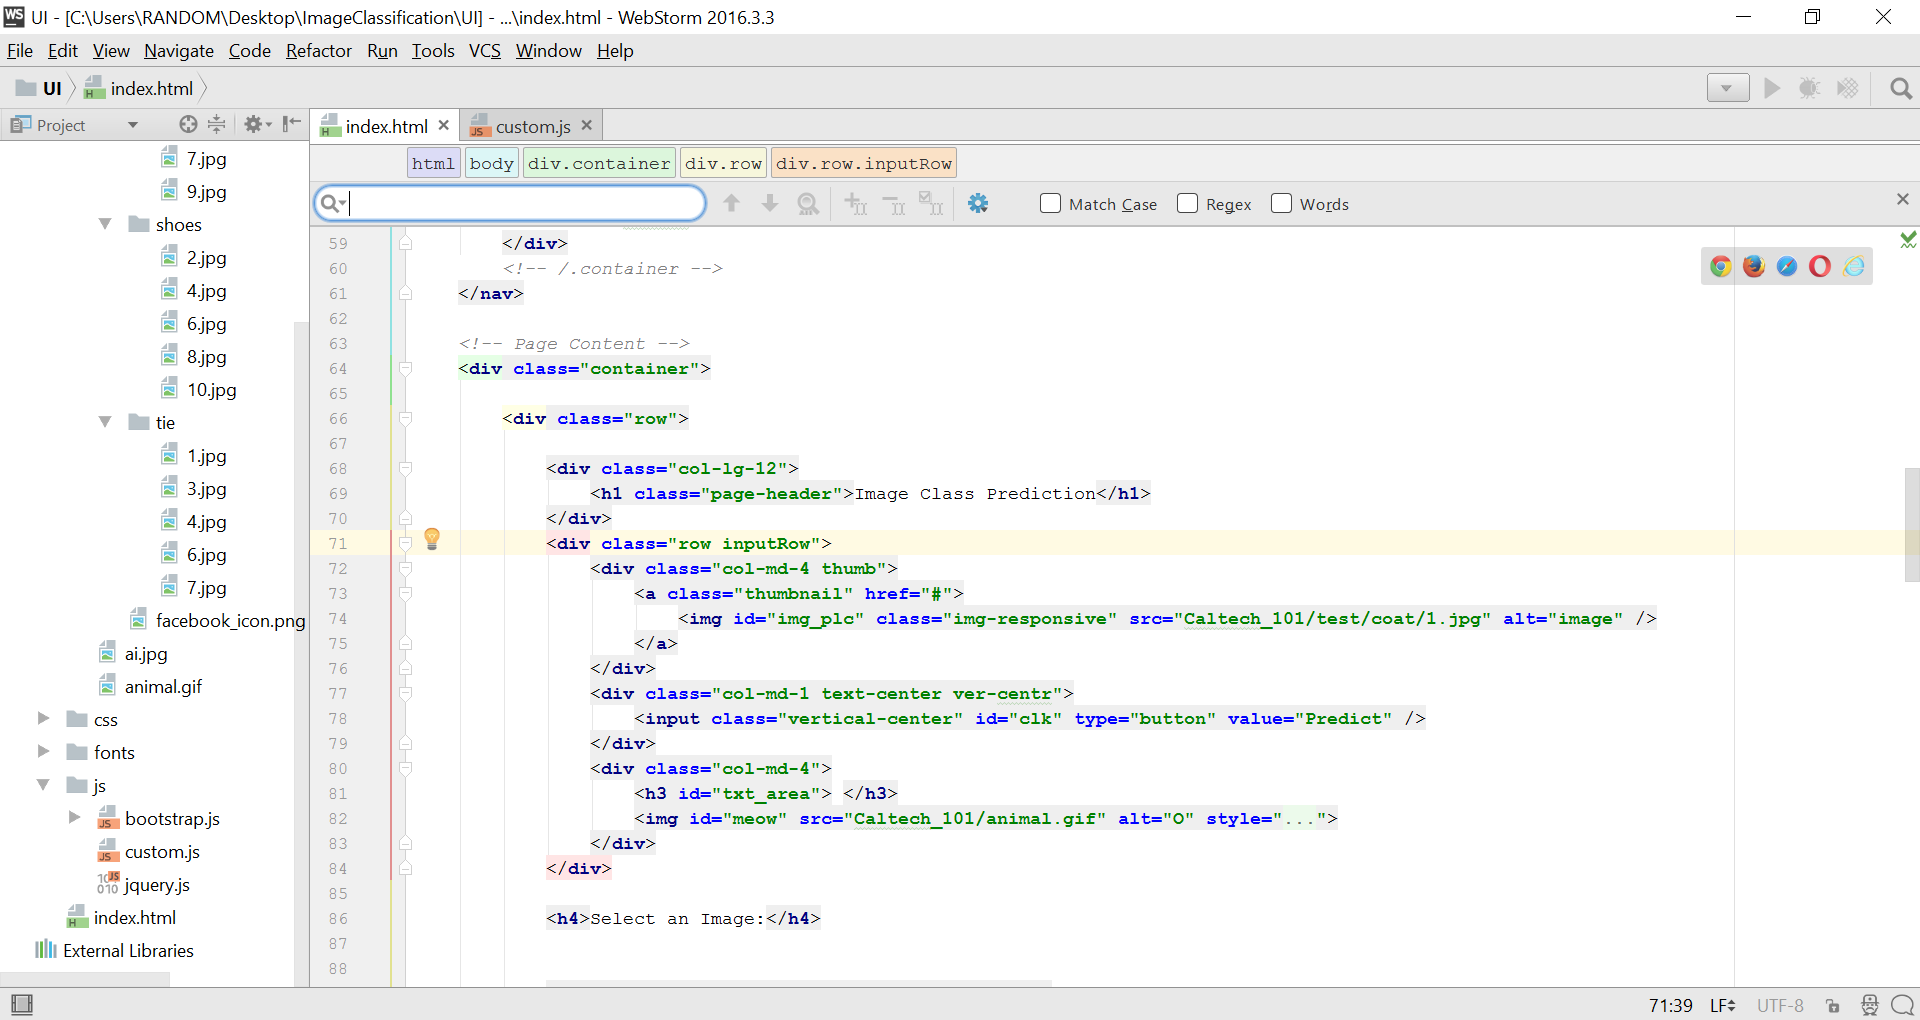 UI - [C:\Users\RANDOM\Desktop\ImageClassification\UI] - ...\index.html - WebStorm 2016.3.3
File Edit View Navigate Code Refactor Run Tools VCS Window Help
UI index.html
Project
index.html custom.js
html body div.container div.row div.row.inputRow
Match Case Regex Words
7.jpg
9.jpg
shoes
2.jpg
4.jpg
6.jpg
8.jpg
10.jpg
tie
1.jpg
3.jpg
4.jpg
6.jpg
7.jpg
facebook_icon.png
ai.jpg
animal.gif
css
fonts
js
bootstrap.js
custom.js
jquery.js
index.html
External Libraries
59 </div>
60 <!-- /.container -->
61 </nav>
62
63 <!-- Page Content -->
64 <div class="container">
65
66 <div class="row">
67
68 <div class="col-lg-12">
69 <h1 class="page-header">Image Class Prediction</h1>
70 </div>
71 <div class="row inputRow">
72 <div class="col-md-4 thumb">
73 <a class="thumbnail" href="#">
74 <img id="img_plc" class="img-responsive" src="Caltech_101/test/coat/1.jpg" alt="image" />
75 </a>
76 </div>
77 <div class="col-md-1 text-center ver-centr">
78 <input class="vertical-center" id="clk" type="button" value="Predict" />
79 </div>
80 <div class="col-md-4">
81 <h3 id="txt_area"> </h3>
82 <img id="meow" src="Caltech_101/animal.gif" alt="O" style="...">
83 </div>
84 </div>
85
86 <h4>Select an Image:</h4>
87
88
71:39 LF UTF-8